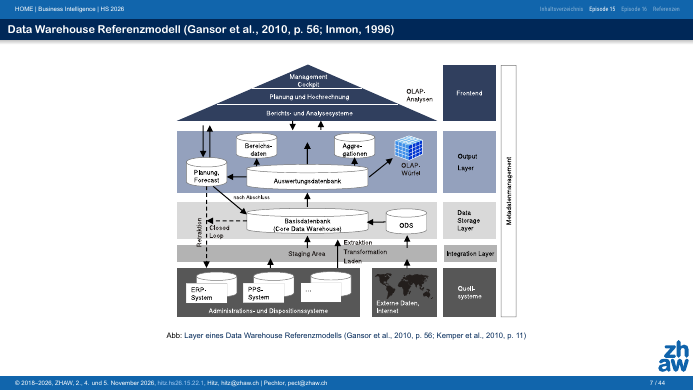 HOME | Business Intelligence | HS 2026
Inhaltsverzeichnis Episode 15 Episode 16 Referenzen
Data Warehouse Referenzmodell (Gansor et al., 2010, p. 56; Inmon, 1996)
Management
Cockpit
Planung und Hochrechnung
Berichts- und Analysesysteme
OLAP-
Analysen
Frontend
Bereichs-
daten
Aggre-
gationen
OLAP-
Würfel
Planung,
Forecast
Auswertungsdatenbank
Output
Layer
nach Abschluss
Basisdatenbank
(Core Data Warehouse)
ODS
Data
Storage
Layer
Retraktion
Closed
Loop
Staging Area
Extraktion
Transformation
Laden
Integration Layer
ERP-
System
PPS-
System
...
Administrations- und Dispositionssysteme
Externe Daten,
Internet
Quell-
systeme
Metadatenmanagement
Abb: Layer eines Data Warehouse Referenzmodells (Gansor et al., 2010, p. 56; Kemper et al., 2010, p. 11)
zh
aw
© 2018–2026, ZHAW, 2., 4. und 5. November 2026, hitz.hs26.15.22.1, Hitz, hitz@zhaw.ch | Pechtor, pect@zhaw.ch
7 / 44